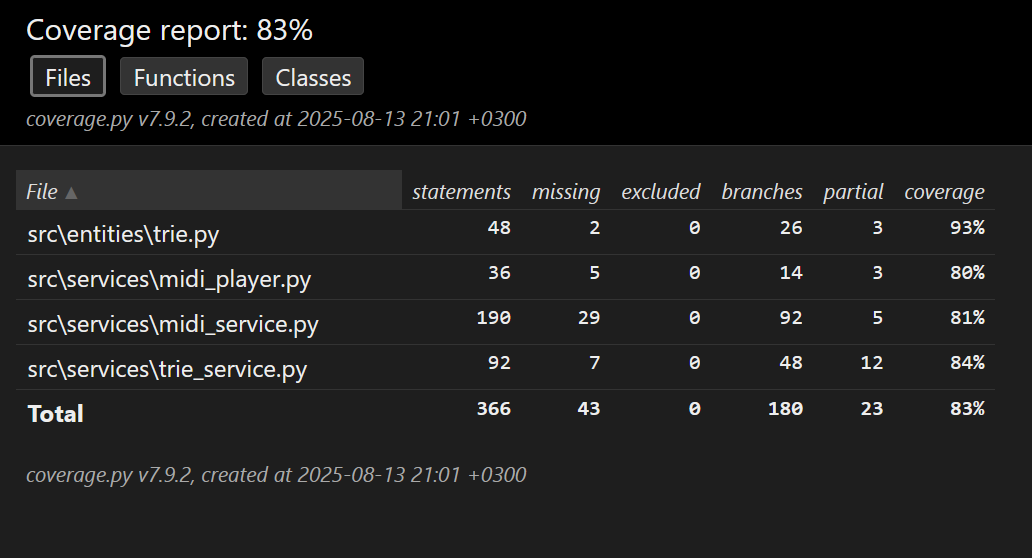 Coverage report: 83%
Files Functions Classes
coverage.py v7.9.2, created at 2025-08-13 21:01 +0300
File ▲ statements missing excluded branches partial coverage
src\entities\trie.py 48 2 0 26 3 93%
src\services\midi_player.py 36 5 0 14 3 80%
src\services\midi_service.py 190 29 0 92 5 81%
src\services\trie_service.py 92 7 0 48 12 84%
Total 366 43 0 180 23 83%
coverage.py v7.9.2, created at 2025-08-13 21:01 +0300